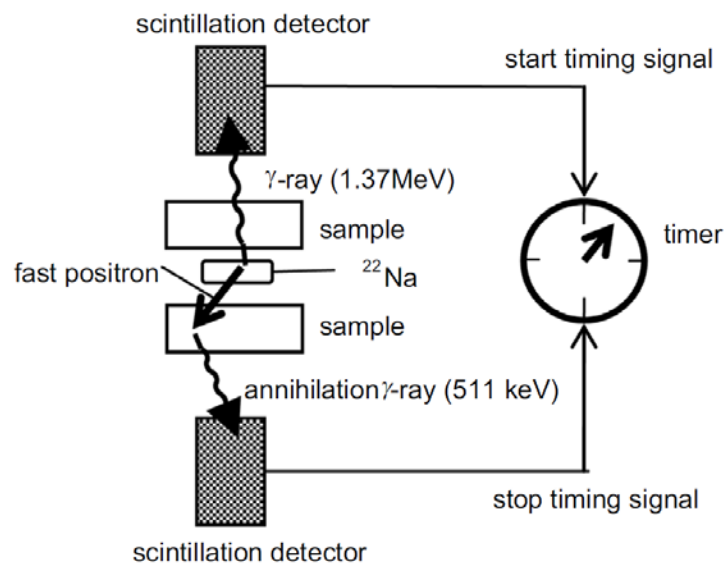 scintillation detector
start timing signal
γ-ray (1.37MeV)
sample
timer
fast positron
²²Na
sample
annihilationγ-ray (511 keV)
stop timing signal
scintillation detector